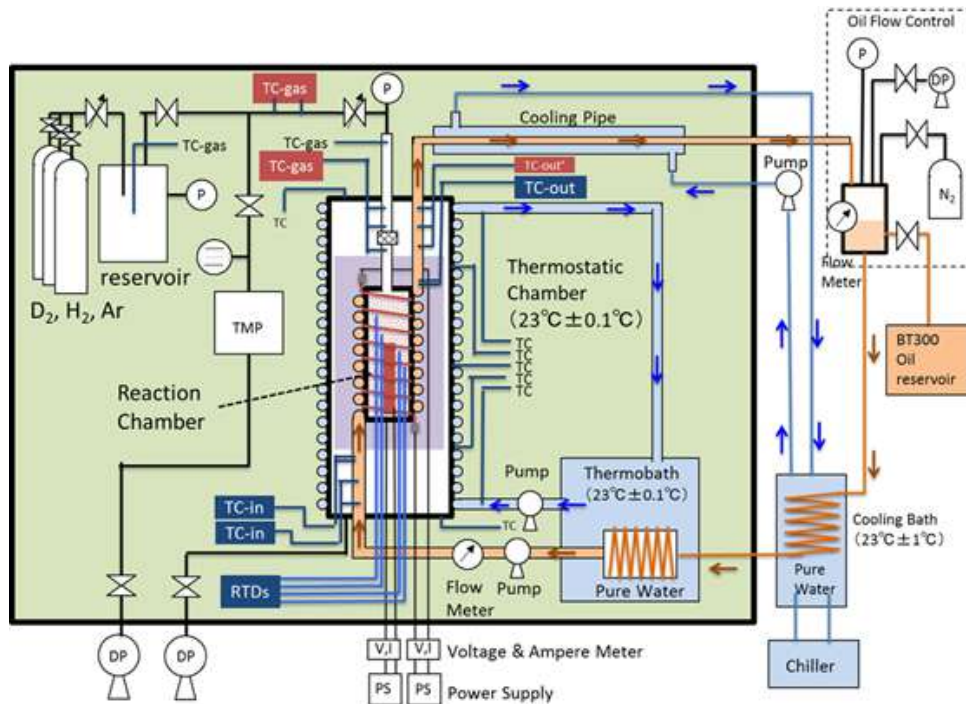 Oil Flow Control
P
DP
N₂
Flow
Meter
BT300
Oil
reservoir
TC-gas
P
Cooling Pipe
TC-gas
TC-gas
TC-gas
TC-out'
TC-out
Pump
P
TC
D₂, H₂, Ar
reservoir
TMP
Thermostatic
Chamber
(23℃±0.1℃)
TC
TC
TC
TC
TC
Reaction
Chamber
Pump
Thermobath
(23℃±0.1℃)
TC-in
TC-in
TC
Cooling Bath
(23℃±1℃)
Pure
Water
RTDs
Flow
Meter
Pump
Pure Water
DP
DP
V,I
V,I
Voltage & Ampere Meter
PS
PS
Power Supply
Chiller